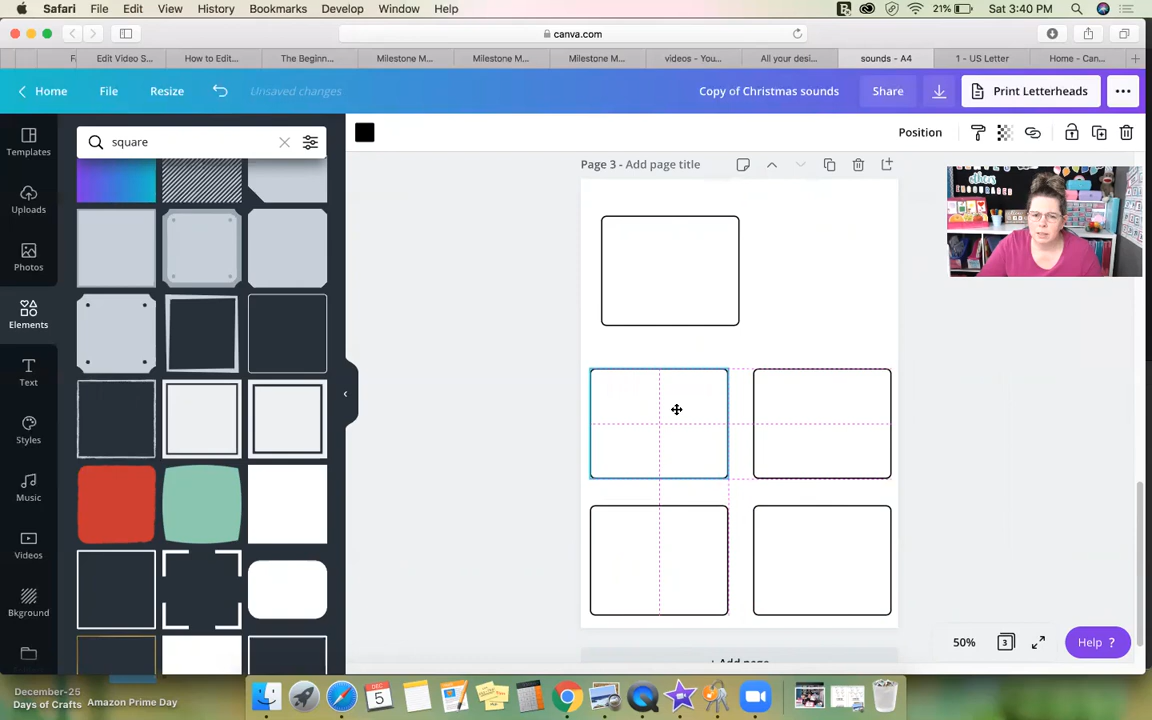 Safari File Edit View History Bookmarks Develop Window Help 21% Sat 3:40 PM
canva.com
Edit Video S... How to Edit... The Beginn... Milestone M... Milestone M... Milestone M... videos - You... All your desi... sounds - A4 1 - US Letter Home - Can...
Home File Resize Unsaved changes Copy of Christmas sounds Share Print Letterheads
square
Position
Templates
Uploads
Photos
Elements
Text
Styles
Music
Videos
Bkground
Page 3 - Add page title
others
+ Add page
50% 3 Help ?
December-25
Days of Crafts
Amazon Prime Day
DEC
5